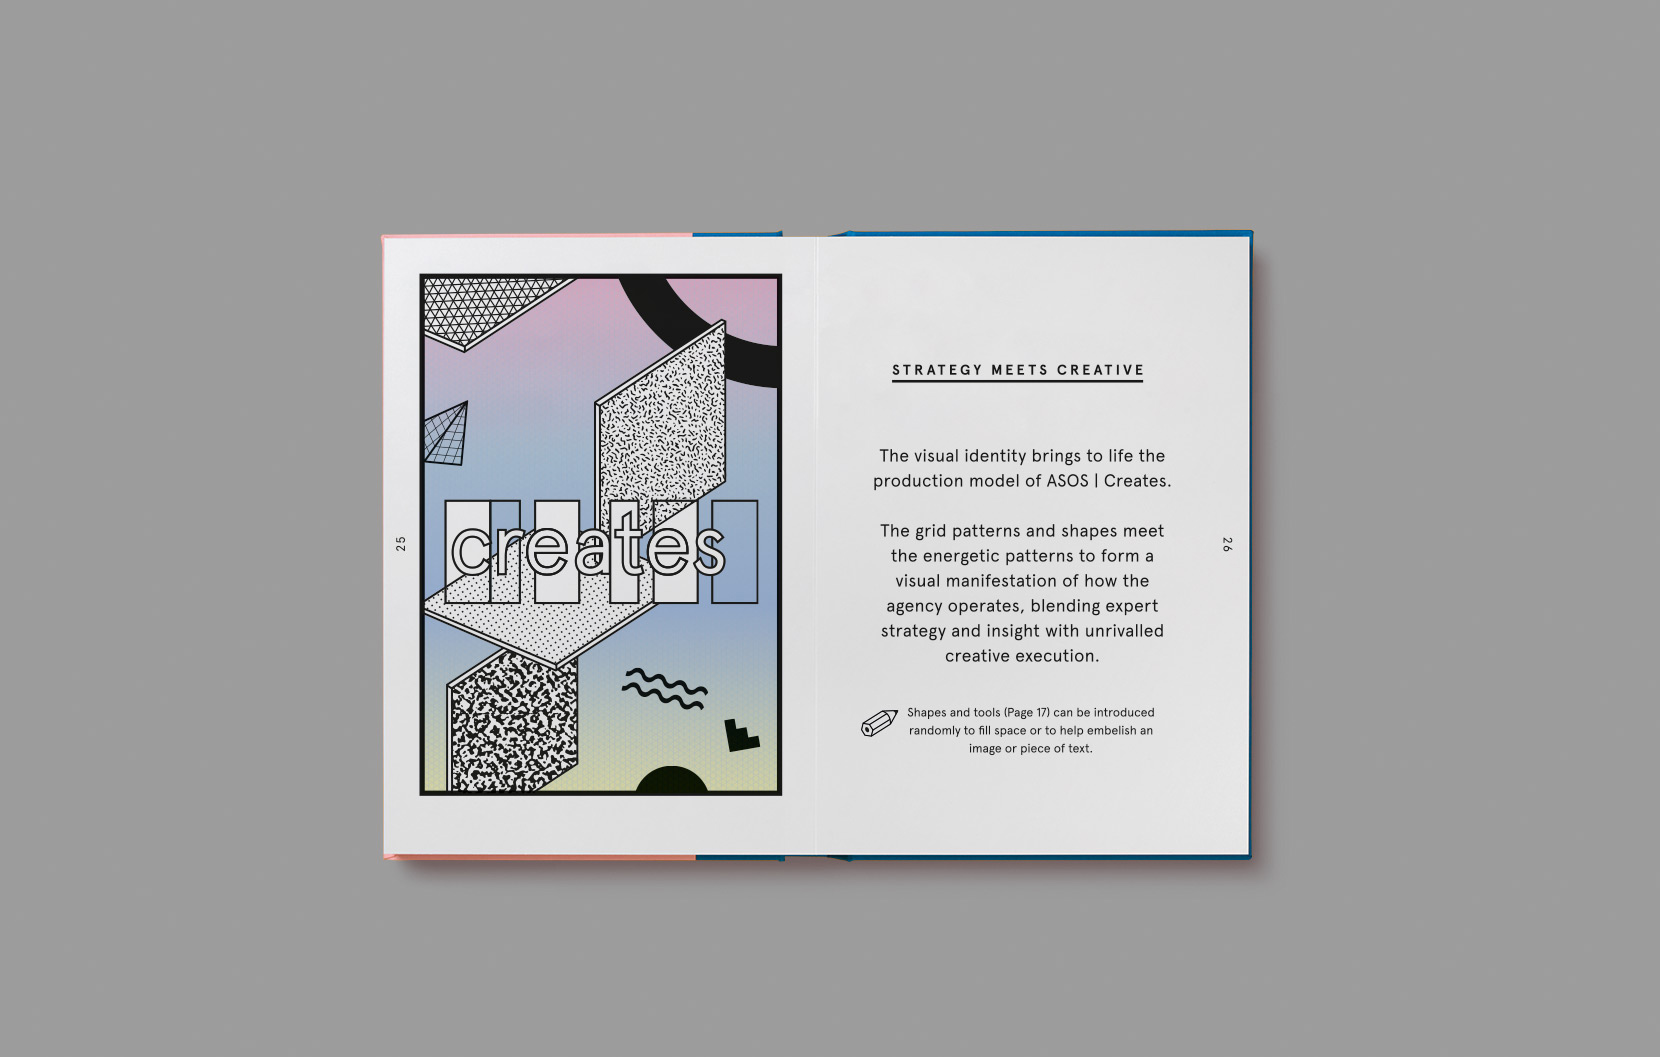 25
creates
STRATEGY MEETS CREATIVE
The visual identity brings to life the
production model of ASOS | Creates.
The grid patterns and shapes meet
the energetic patterns to form a
visual manifestation of how the
agency operates, blending expert
strategy and insight with unrivalled
creative execution.
Shapes and tools (Page 17) can be introduced
randomly to fill space or to help embelish an
image or piece of text.
26